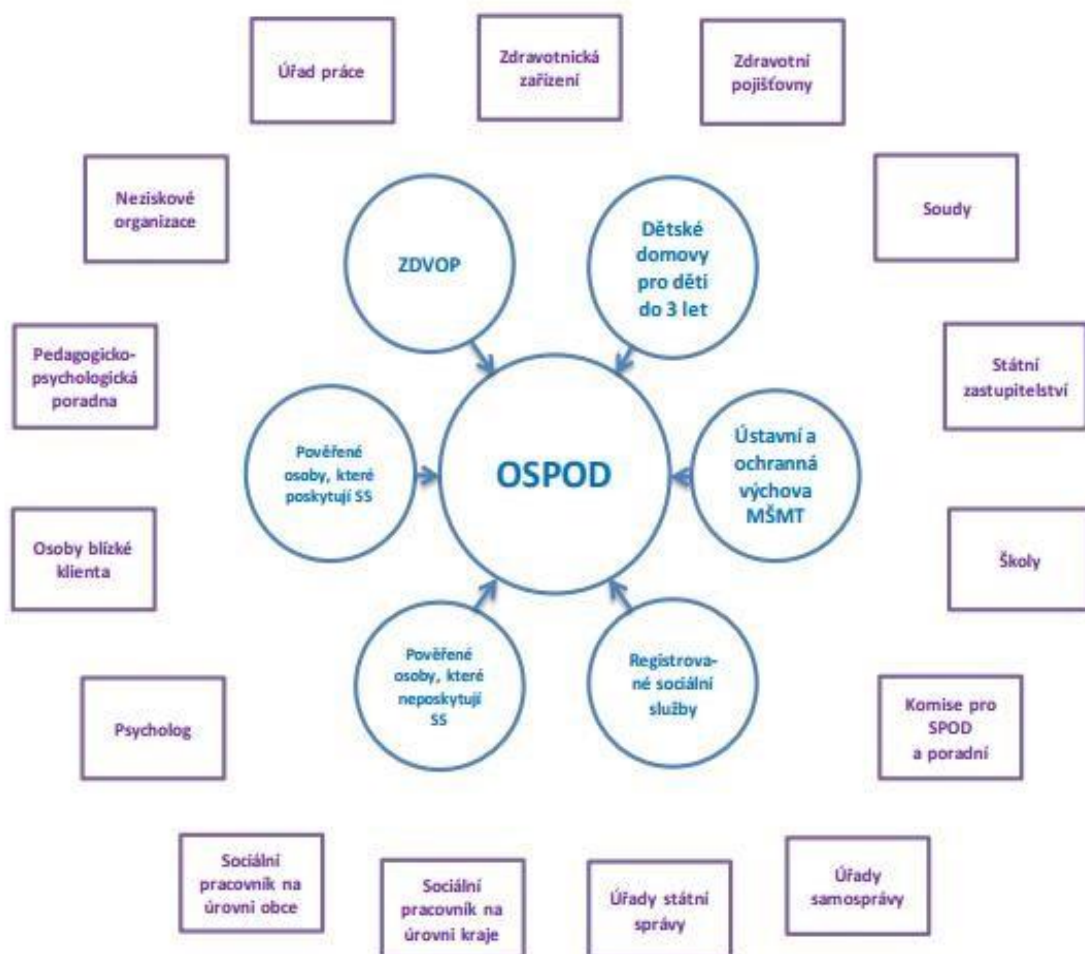 Úřad práce
Zdravotnická
zařízení
Zdravotní
pojišťovny
Neziskové
organizace
Soudy
ZDVOP
Dětské
domovy
pro děti
do 3 let
Pedagogicko-
psychologická
poradna
Státní
zastupitelství
Pověřené
osoby, které
poskytují SS
OSPOD
Ústavní a
ochranná
výchova
MŠMT
Osoby blízké
klienta
Školy
Pověřené
osoby, které
neposkytují
SS
Registrova-
né sociální
služby
Psycholog
Komise pro
SPOD
a poradní
Sociální
pracovník na
úrovni obce
Sociální
pracovník na
úrovni kraje
Úřady státní
správy
Úřady
samosprávy